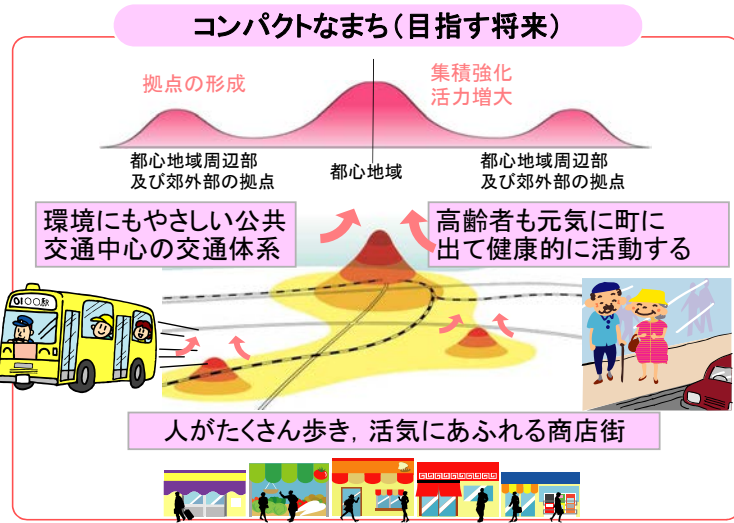 コンパクトなまち(目指す将来)
拠点の形成
集積強化
活力増大
都心地域周辺部
及び郊外部の拠点
都心地域
都心地域周辺部
及び郊外部の拠点
環境にもやさしい公共
交通中心の交通体系
高齢者も元気に町に
出て健康的に活動する
01〇〇駅
人がたくさん歩き，活気にあふれる商店街